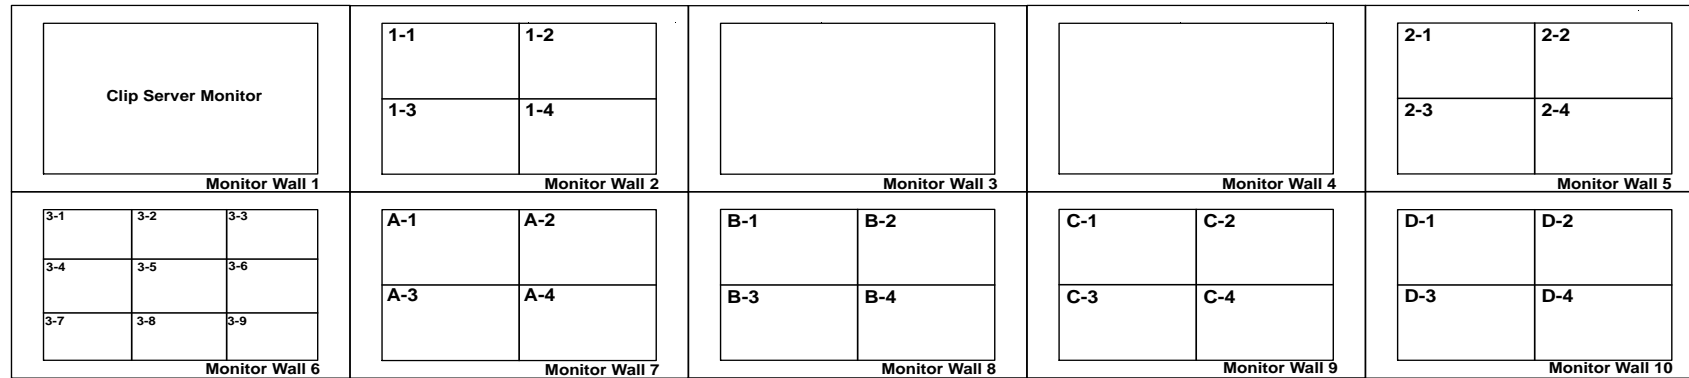 1-1 1-2
2-1 2-2
Clip Server Monitor
1-3 1-4
2-3 2-4
Monitor Wall 1 Monitor Wall 2 Monitor Wall 3 Monitor Wall 4 Monitor Wall 5
3-1 3-2 3-3
A-1 A-2 B-1 B-2 C-1 C-2 D-1 D-2
3-4 3-5 3-6
A-3 A-4 B-3 B-4 C-3 C-4 D-3 D-4
3-7 3-8 3-9
Monitor Wall 6 Monitor Wall 7 Monitor Wall 8 Monitor Wall 9 Monitor Wall 10